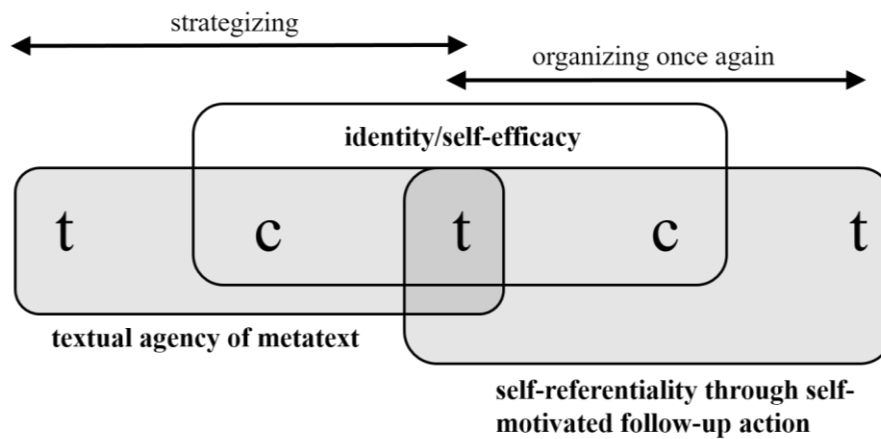 strategizing
organizing once again
identity/self-efficacy
t c t c t
textual agency of metatext
self-referentiality through self-
motivated follow-up action